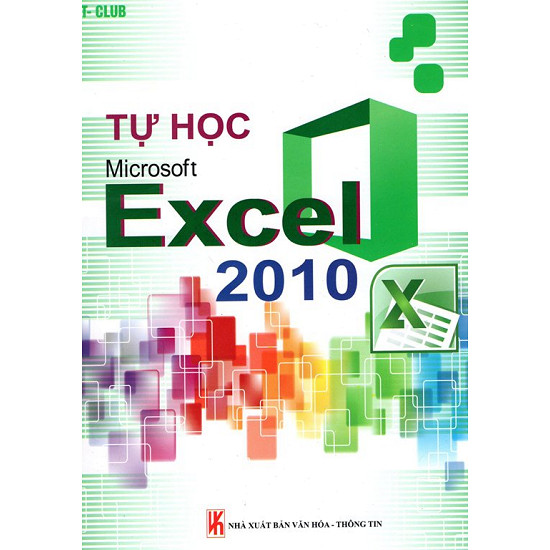 T- CLUB
TỰ HỌC
Microsoft
Excel
2010
NHÀ XUẤT BẢN VĂN HÓA - THÔNG TIN